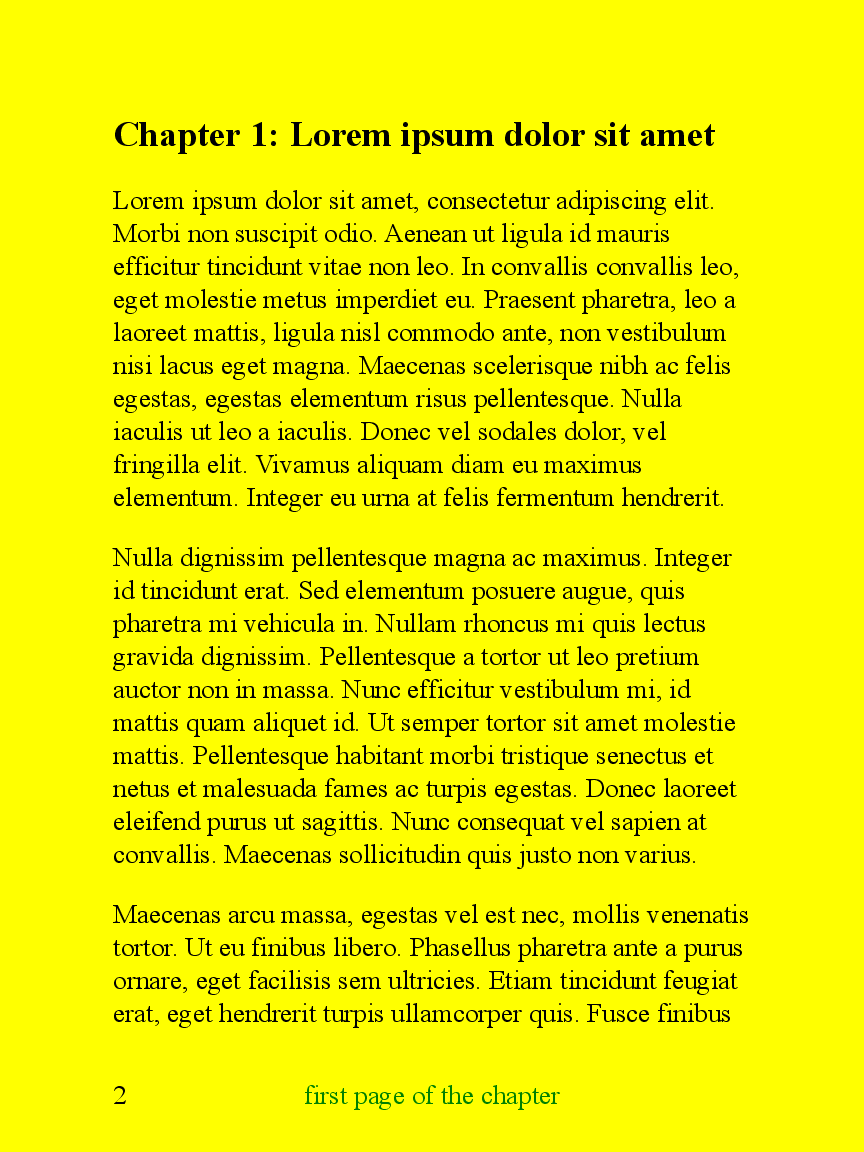 Chapter 1: Lorem ipsum dolor sit amet
Lorem ipsum dolor sit amet, consectetur adipiscing elit.
Morbi non suscipit odio. Aenean ut ligula id mauris
efficitur tincidunt vitae non leo. In convallis convallis leo,
eget molestie metus imperdiet eu. Praesent pharetra, leo a
laoreet mattis, ligula nisl commodo ante, non vestibulum
nisi lacus eget magna. Maecenas scelerisque nibh ac felis
egestas, egestas elementum risus pellentesque. Nulla
iaculis ut leo a iaculis. Donec vel sodales dolor, vel
fringilla elit. Vivamus aliquam diam eu maximus
elementum. Integer eu urna at felis fermentum hendrerit.
Nulla dignissim pellentesque magna ac maximus. Integer
id tincidunt erat. Sed elementum posuere augue, quis
pharetra mi vehicula in. Nullam rhoncus mi quis lectus
gravida dignissim. Pellentesque a tortor ut leo pretium
auctor non in massa. Nunc efficitur vestibulum mi, id
mattis quam aliquet id. Ut semper tortor sit amet molestie
mattis. Pellentesque habitant morbi tristique senectus et
netus et malesuada fames ac turpis egestas. Donec laoreet
eleifend purus ut sagittis. Nunc consequat vel sapien at
convallis. Maecenas sollicitudin quis justo non varius.
Maecenas arcu massa, egestas vel est nec, mollis venenatis
tortor. Ut eu finibus libero. Phasellus pharetra ante a purus
ornare, eget facilisis sem ultricies. Etiam tincidunt feugiat
erat, eget hendrerit turpis ullamcorper quis. Fusce finibus
2 first page of the chapter